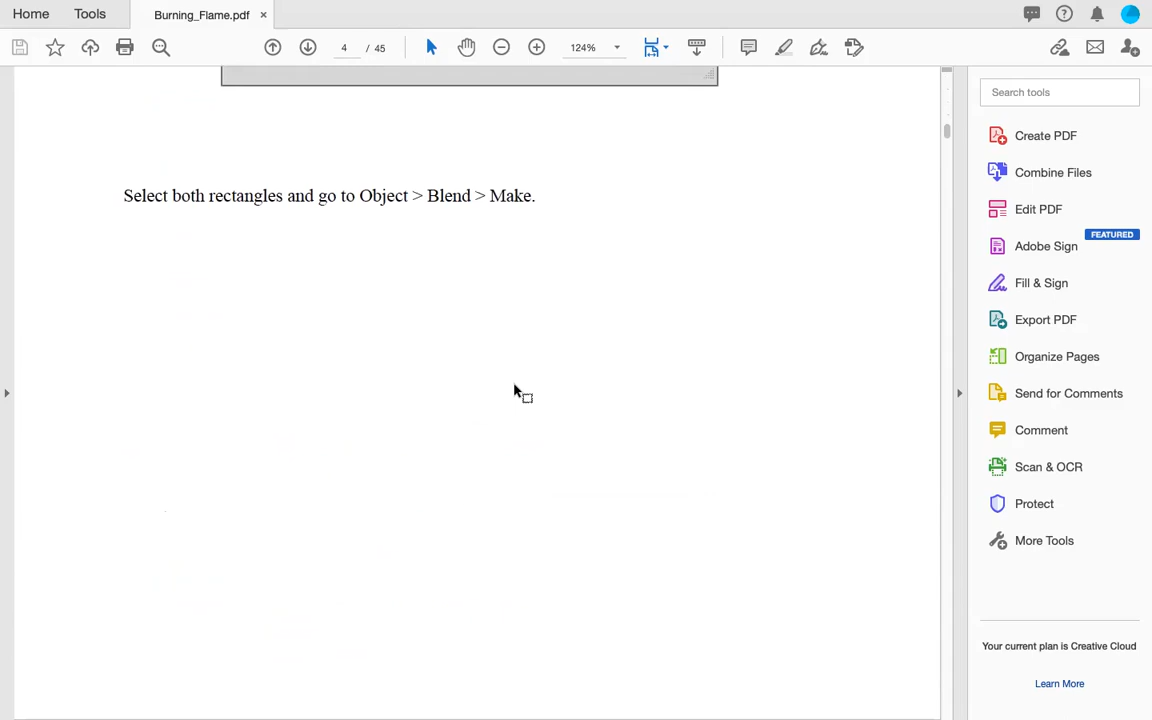 Home
Tools
Burning_Flame.pdf
4 / 45
124%
Search tools
Create PDF
Combine Files
Edit PDF
FEATURED
Adobe Sign
Fill & Sign
Export PDF
Organize Pages
Send for Comments
Comment
Scan & OCR
Protect
More Tools
Your current plan is Creative Cloud
Learn More
Select both rectangles and go to Object > Blend > Make.